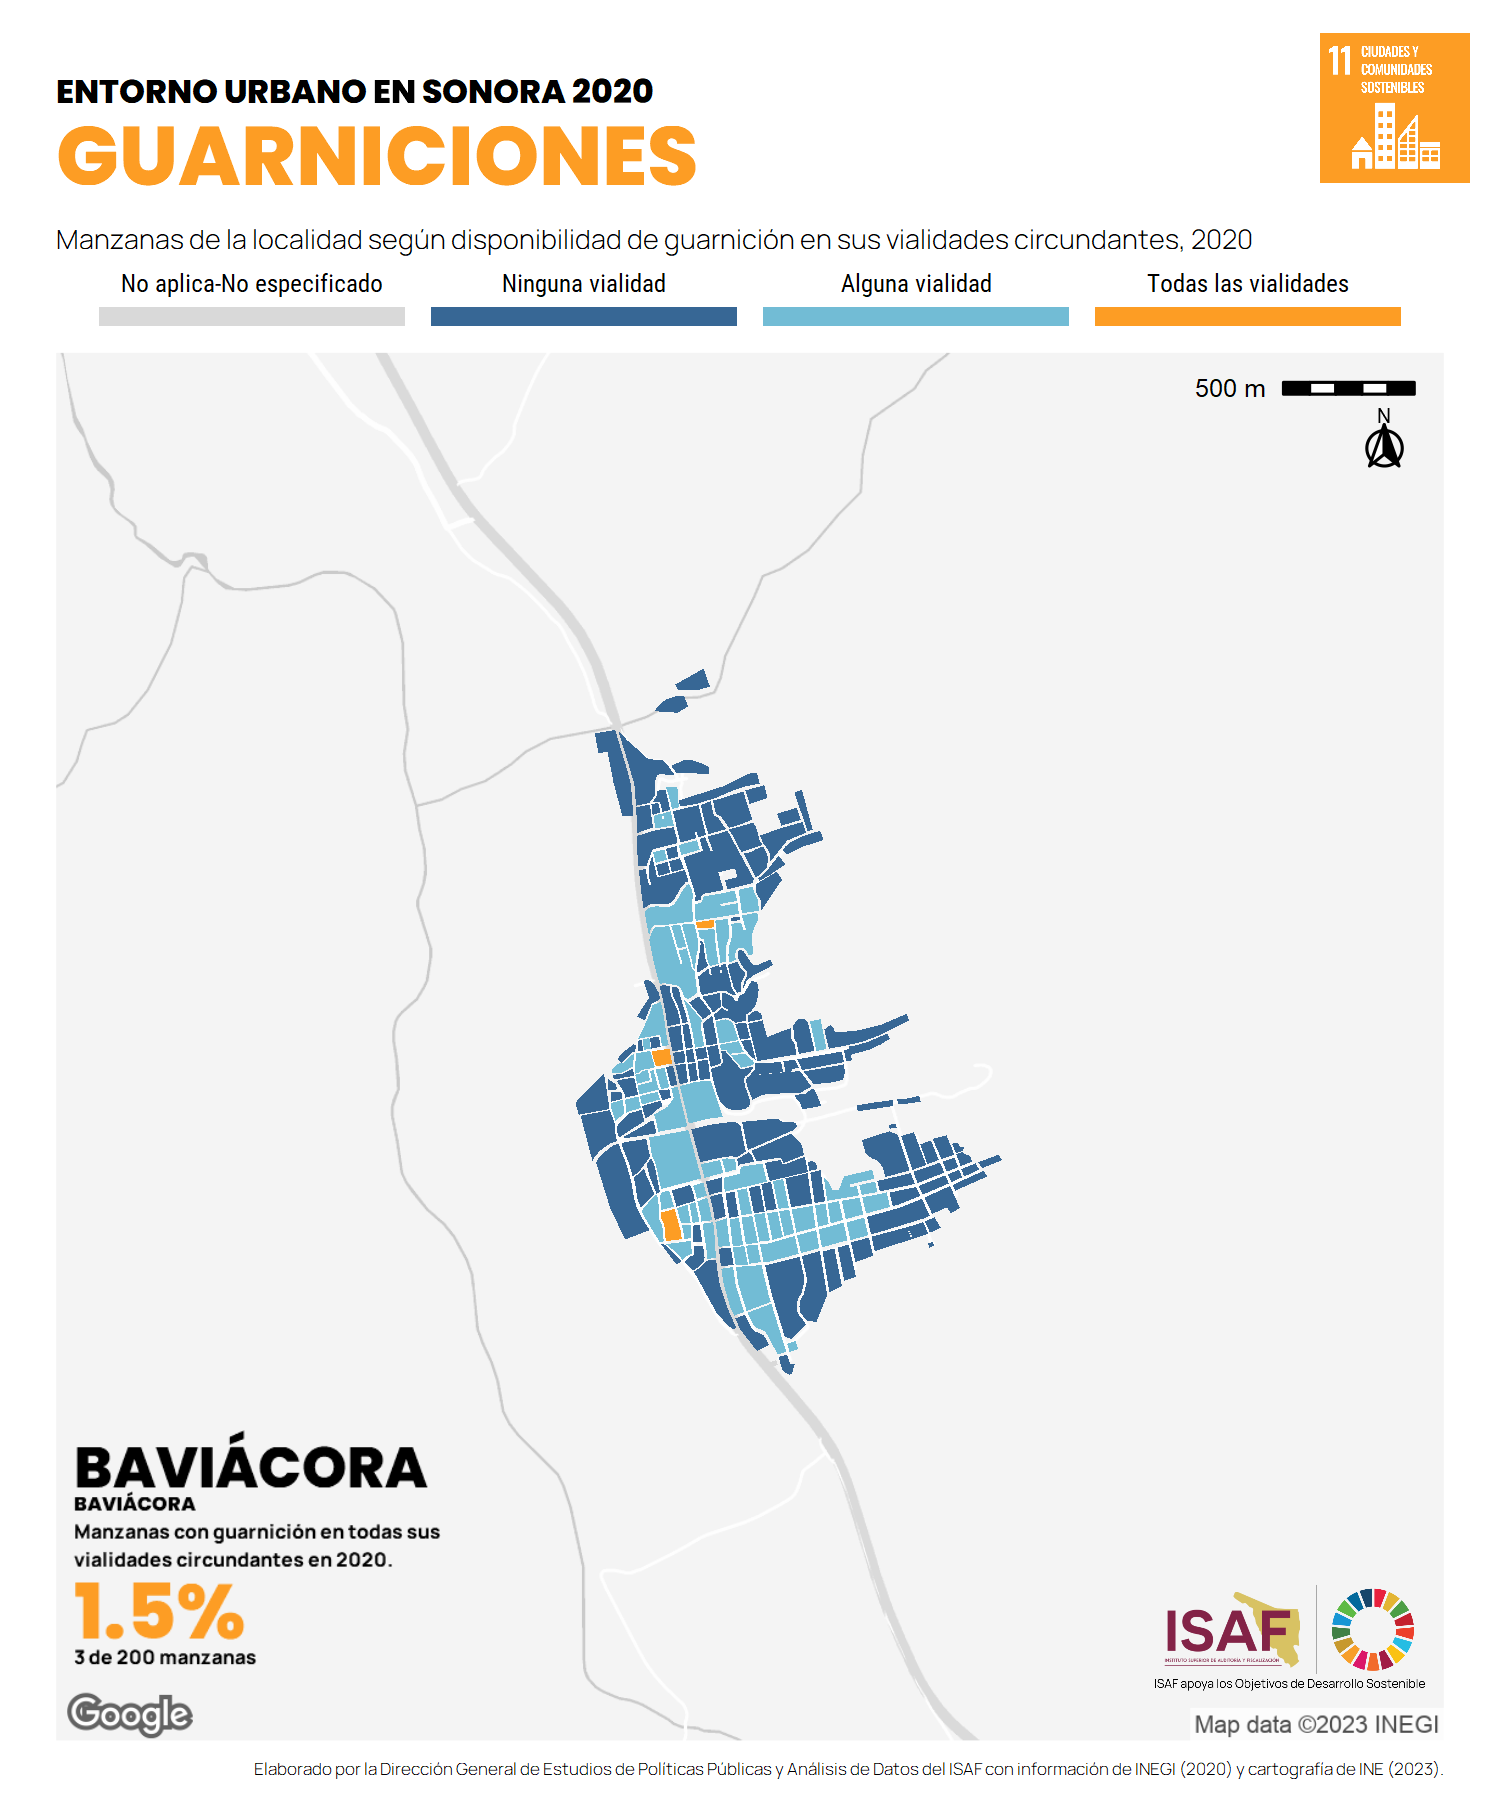 11 CIUDADES Y
COMUNIDADES
SOSTENIBLES
ENTORNO URBANO EN SONORA 2020
GUARNICIONES
Manzanas de la localidad según disponibilidad de guarnición en sus vialidades circundantes, 2020
No aplica-No especificado
Ninguna vialidad
Alguna vialidad
Todas las vialidades
500 m
N
BAVIÁCORA
BAVIÁCORA
Manzanas con guarnición en todas sus
vialidades circundantes en 2020.
1.5%
3 de 200 manzanas
Google
ISAF
INSTITUTO SUPERIOR DE AUDITORÍA Y FISCALIZACIÓN
ISAF apoya los Objetivos de Desarrollo Sostenible
Map data ©2023 INEGI
Elaborado por la Dirección General de Estudios de Políticas Públicas y Análisis de Datos del ISAF con información de INEGI (2020) y cartografía de INE (2023).